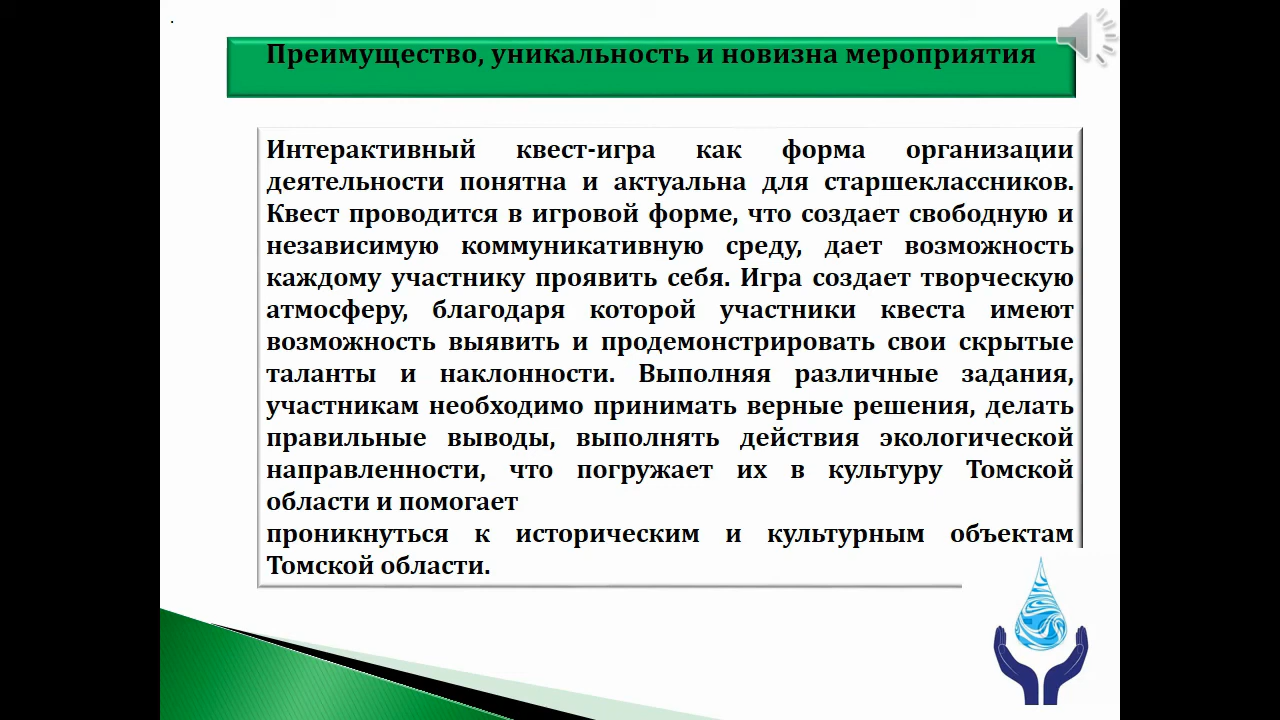 .
Преимущество, уникальность и новизна мероприятия
Интерактивный квест-игра как форма организации
деятельности понятна и актуальна для старшеклассников.
Квест проводится в игровой форме, что создает свободную и
независимую коммуникативную среду, дает возможность
каждому участнику проявить себя. Игра создает творческую
атмосферу, благодаря которой участники квеста имеют
возможность выявить и продемонстрировать свои скрытые
таланты и наклонности. Выполняя различные задания,
участникам необходимо принимать верные решения, делать
правильные выводы, выполнять действия экологической
направленности, что погружает их в культуру Томской
области и помогает
проникнуться к историческим и культурным объектам
Томской области.